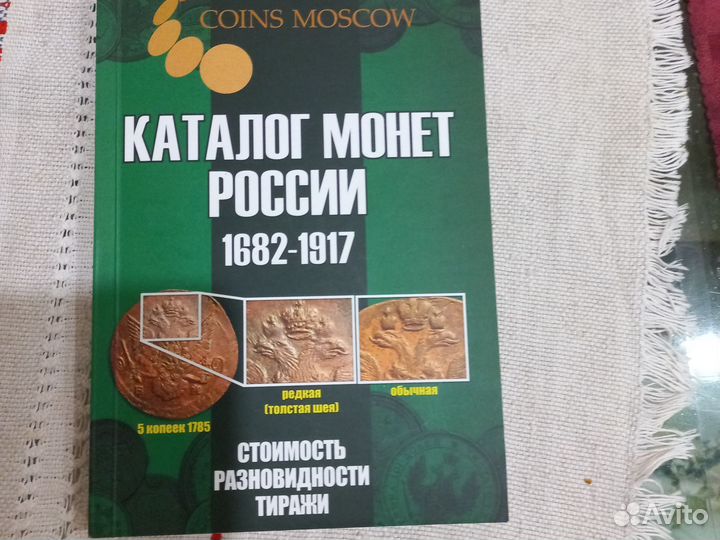 COINS MOSCOW
КАТАЛОГ МОНЕТ
РОССИИ
1682-1917
редкая
(толстая шея)
обычная
5 копеек 1785
СТОИМОСТЬ
РАЗНОВИДНОСТИ
ТИРАЖИ
Avito